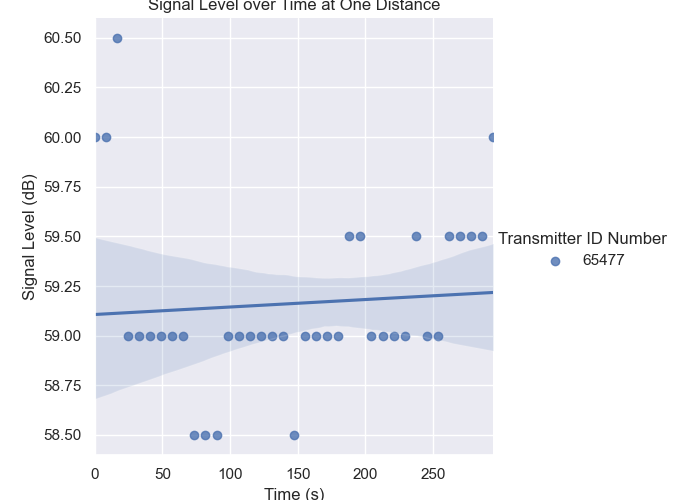 Signal Level over Time at One Distance
60.50
60.25
60.00
59.75
59.50
59.25
59.00
58.75
58.50
Signal Level (dB)
0 50 100 150 200 250
Time (s)
Transmitter ID Number
65477